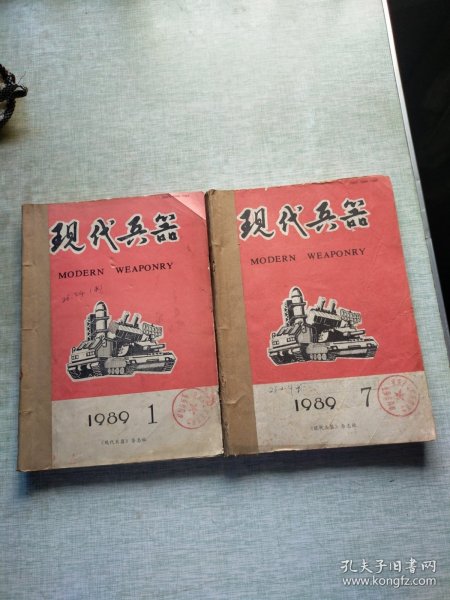 现代兵器
MODERN WEAPONRY
1989 1
《现代兵器》杂志社
现代兵器
MODERN WEAPONRY
1989 7
《现代兵器》杂志社
孔夫子旧书网
www.kongfz.com